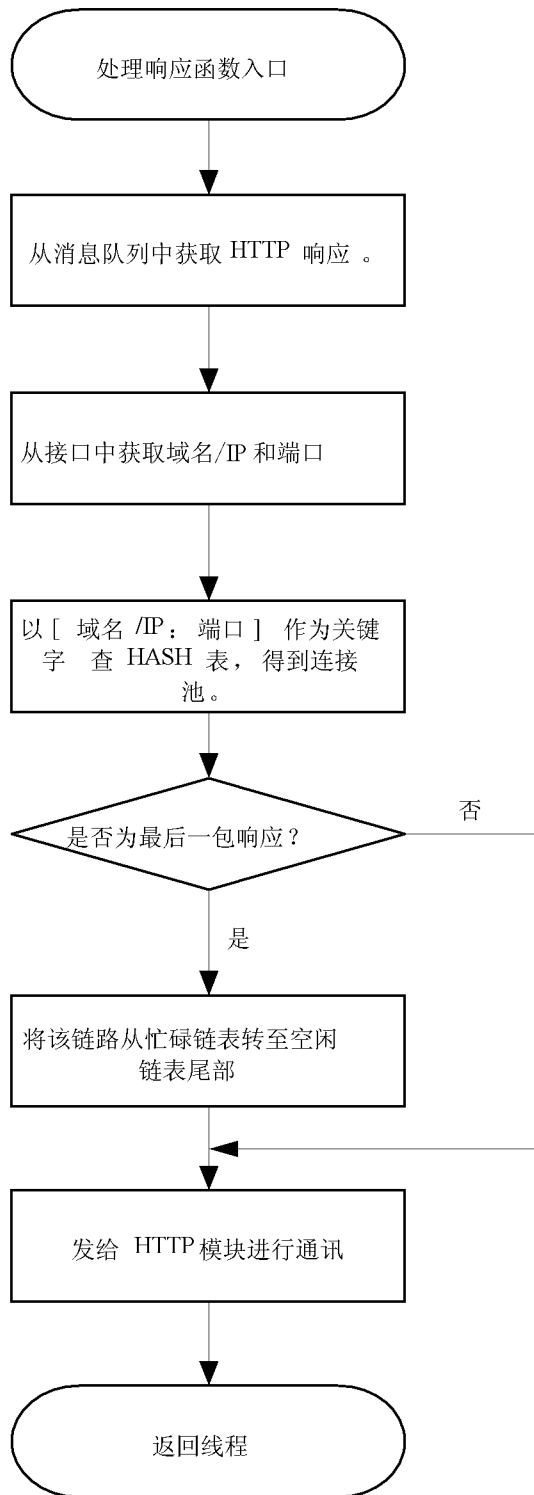 处理响应函数入口
从消息队列中获取 HTTP 响应 。
从接口中获取域名/IP 和端口
以 [ 域名 /IP： 端口 ] 作为关键
字 查 HASH 表， 得到连接
池。
是否为最后一包响应？
否
是
将该链路从忙碌链表转至空闲
链表尾部
发给 HTTP 模块进行通讯
返回线程